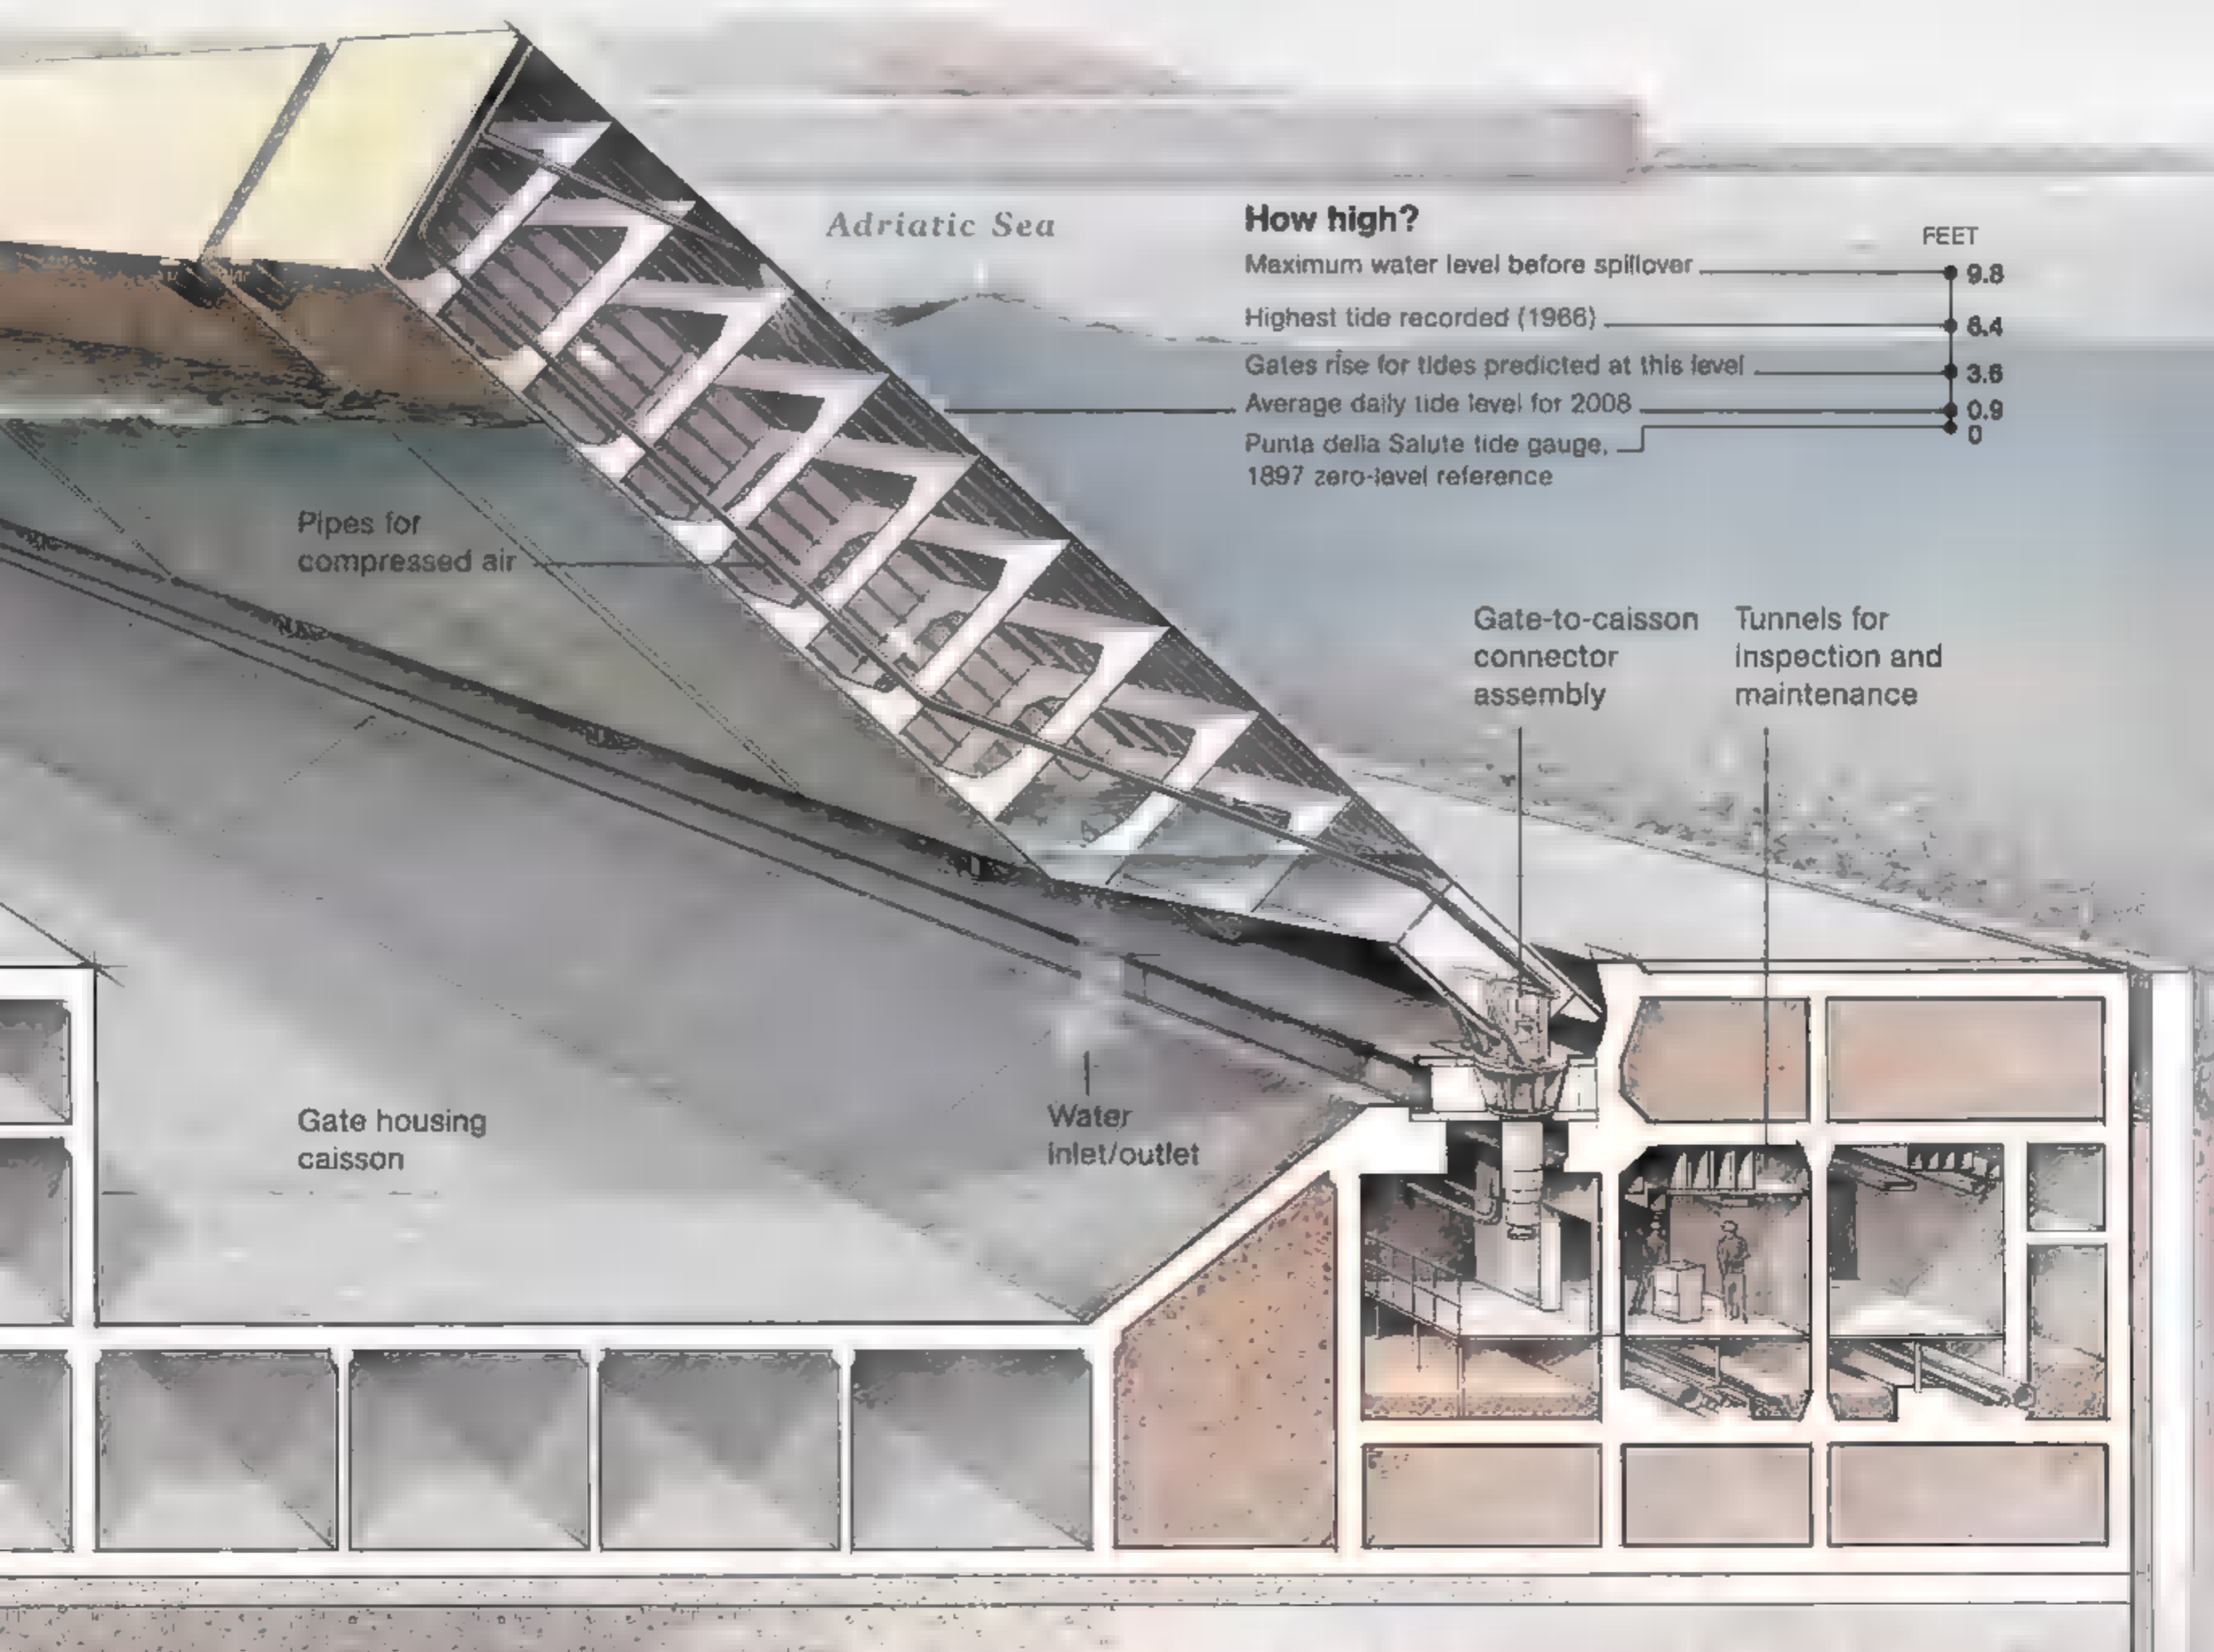 Adriatic Sea
How high?
FEET
Maximum water level before spillover 9.8
Highest tide recorded (1966) 6.4
Gates rise for tides predicted at this level 3.6
Average daily tide level for 2008 0.9
Punta della Salute tide gauge, 0
1897 zero-level reference
Pipes for
compressed air
Gate-to-caisson
connector
assembly
Tunnels for
inspection and
maintenance
Gate housing
caisson
Water
inlet/outlet